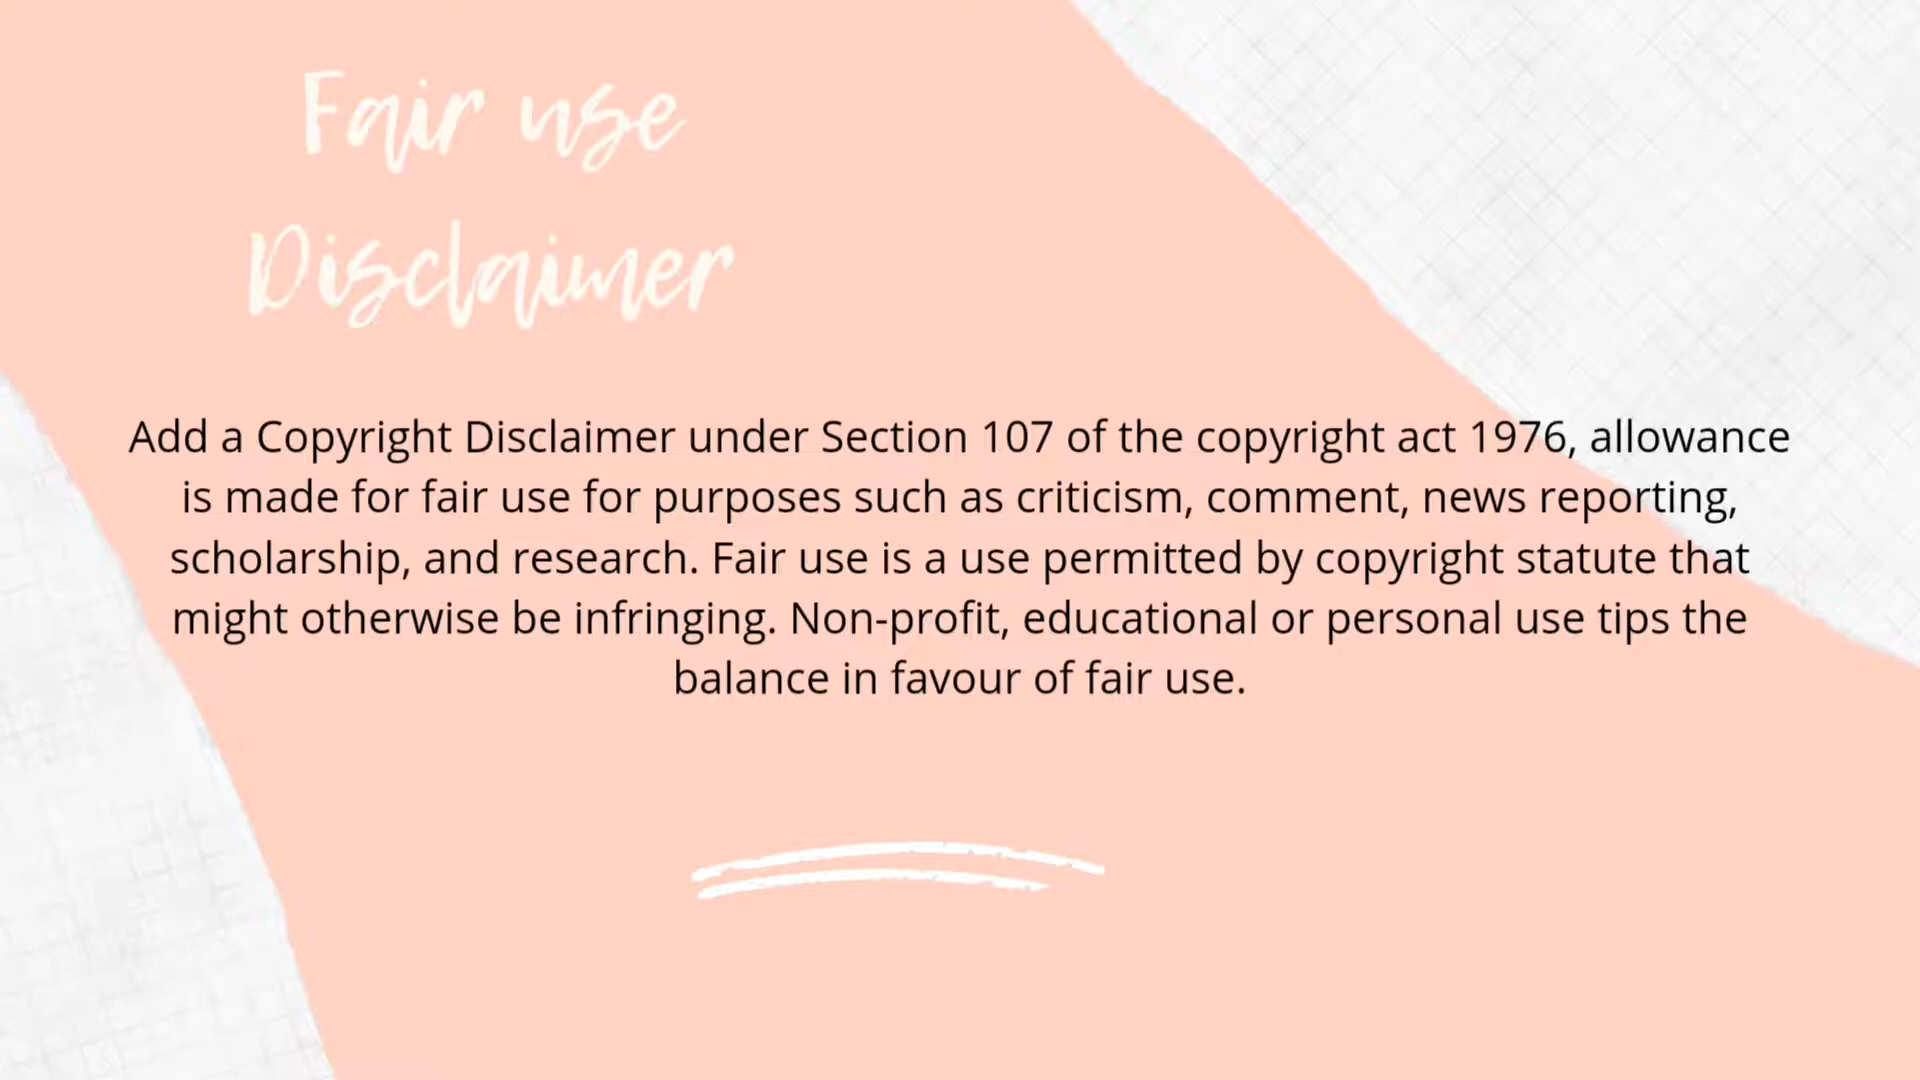 Fair use
Disclaimer
Add a Copyright Disclaimer under Section 107 of the copyright act 1976, allowance
is made for fair use for purposes such as criticism, comment, news reporting,
scholarship, and research. Fair use is a use permitted by copyright statute that
might otherwise be infringing. Non-profit, educational or personal use tips the
balance in favour of fair use.